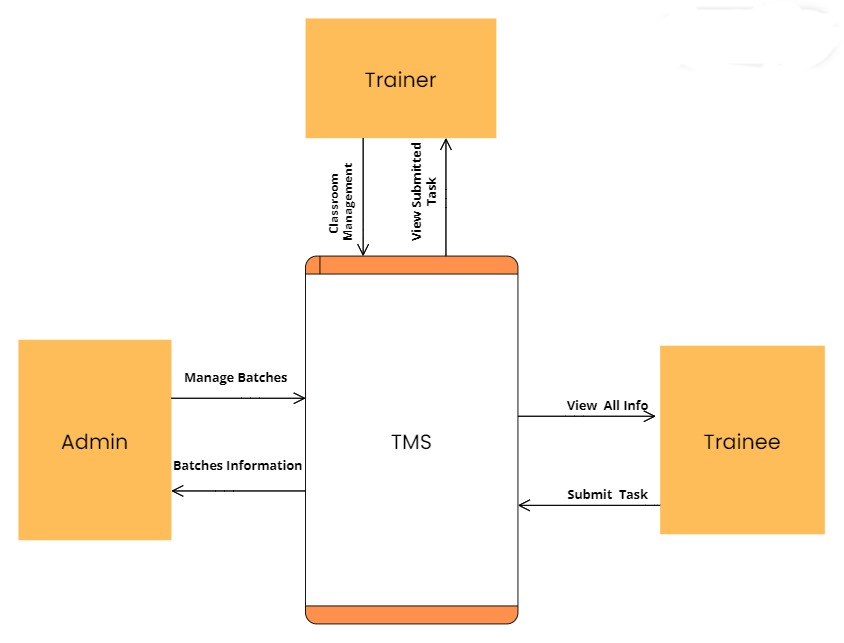 Trainer
Classroom
Management
View Submitted
Task
Manage Batches
Admin
Batches Information
TMS
View All Info
Trainee
Submit Task